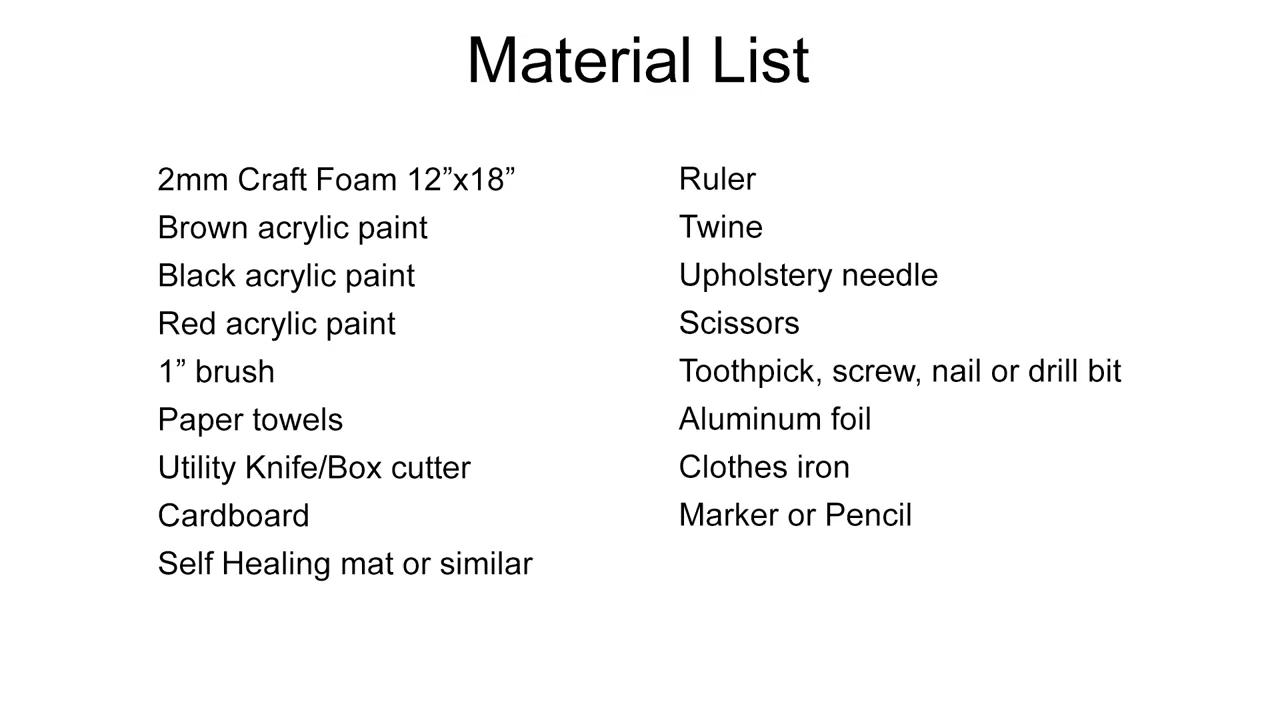 Material List
2mm Craft Foam 12”x18”
Brown acrylic paint
Black acrylic paint
Red acrylic paint
1” brush
Paper towels
Utility Knife/Box cutter
Cardboard
Self Healing mat or similar
Ruler
Twine
Upholstery needle
Scissors
Toothpick, screw, nail or drill bit
Aluminum foil
Clothes iron
Marker or Pencil